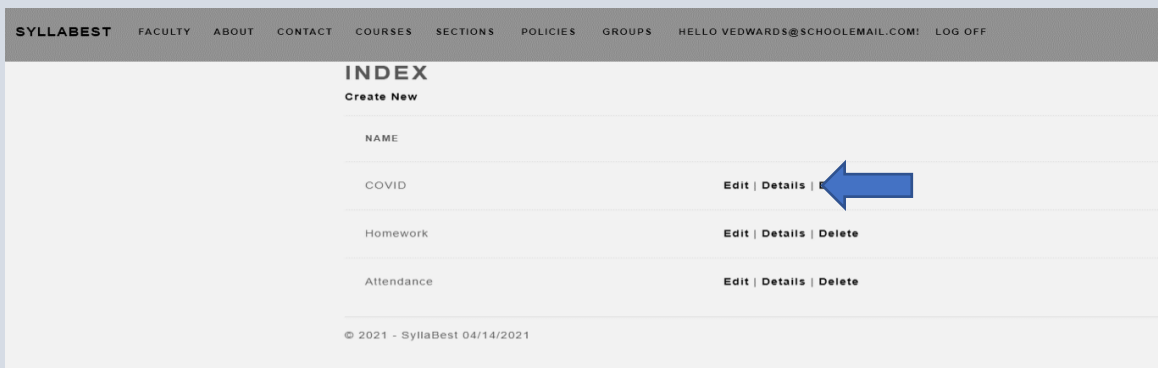 SYLLABEST FACULTY ABOUT CONTACT COURSES SECTIONS POLICIES GROUPS HELLO VEDWARDS@SCHOOLEMAIL.COM! LOG OFF
INDEX
Create New
NAME
COVID Edit | Details |
Homework Edit | Details | Delete
Attendance Edit | Details | Delete
© 2021 - SyllaBest 04/14/2021